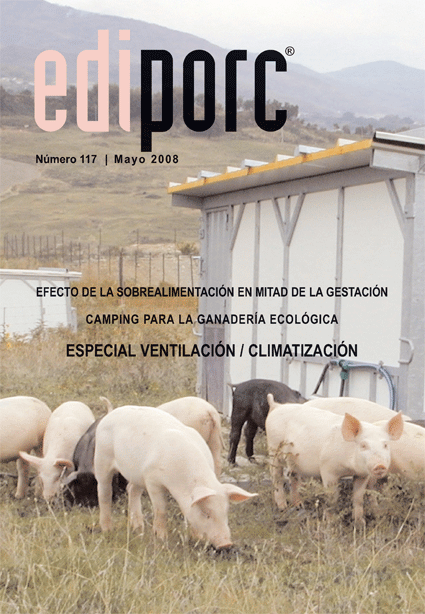 ediporc®
Número 117 | Mayo 2008
EFECTO DE LA SOBREALIMENTACIÓN EN MITAD DE LA GESTACIÓN
CAMPING PARA LA GANADERÍA ECOLÓGICA
ESPECIAL VENTILACIÓN / CLIMATIZACIÓN